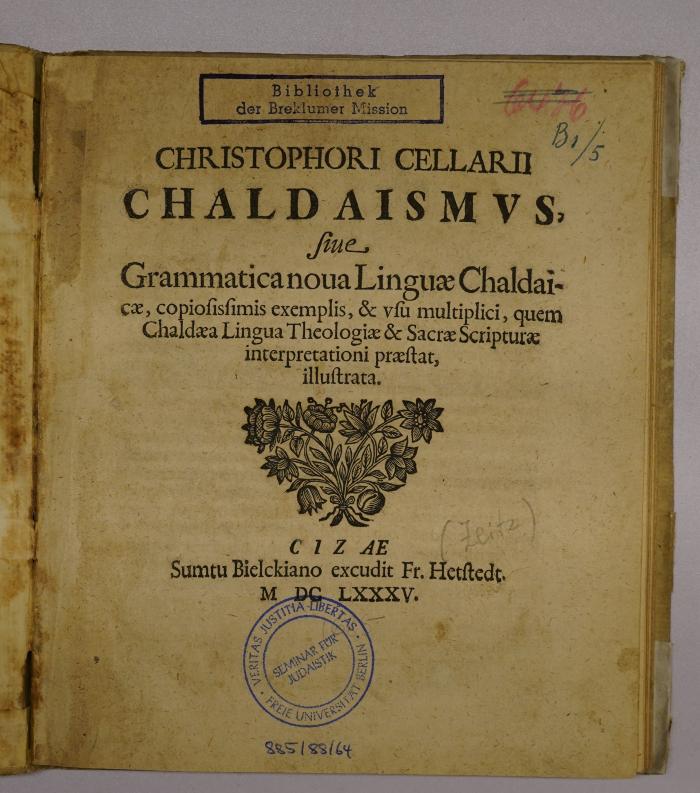 Bibliothek
der Breklumer Mission
B1/5
CHRISTOPHORI CELLARII
CHALDAISMVS,
ſiue
Grammatica noua Linguæ Chaldai-
cæ, copioſiſſimis exemplis, & vſu multiplici, quem
Chaldæa Lingua Theologiæ & Sacræ Scripturæ
interpretationi præſtat,
illuſtrata.
(Zeitz)
CIZAE
Sumtu Bielckiano excudit Fr. Hetſtedt.
M DC LXXXV.
VERITAS · JUSTITIA · LIBERTAS ·
FREIE UNIVERSITÄT BERLIN
SEMINAR FÜR
JUDAISTIK
885/88/64